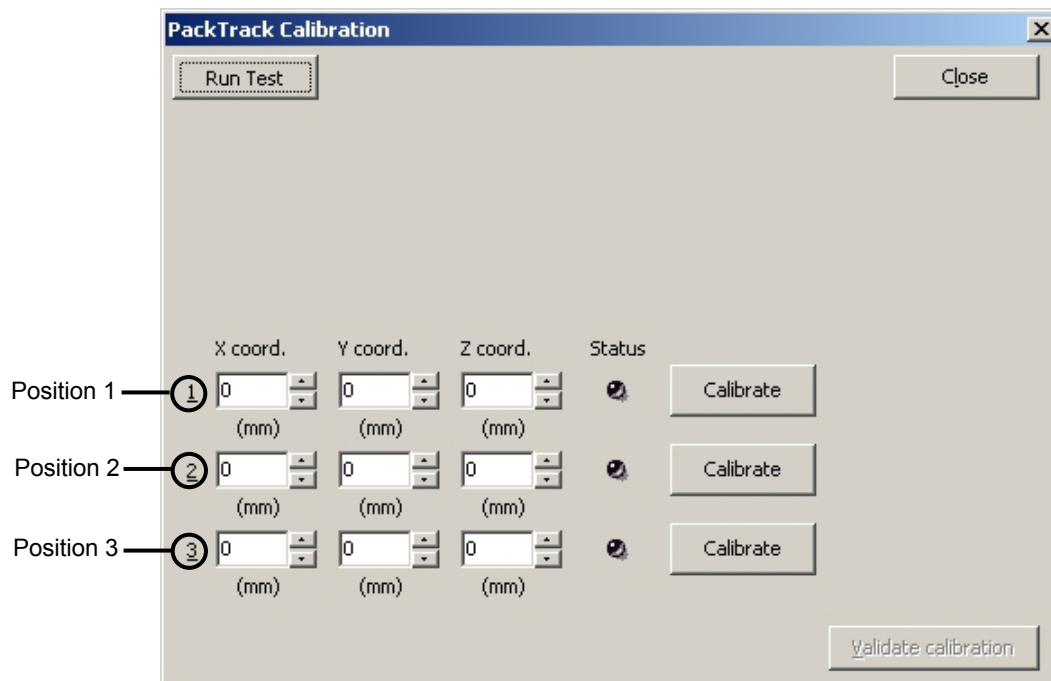 PackTrack Calibration
Run Test Close
X coord. Y coord. Z coord. Status
Position 1 1 0 0 0 Calibrate
(mm) (mm) (mm)
Position 2 2 0 0 0 Calibrate
(mm) (mm) (mm)
Position 3 3 0 0 0 Calibrate
(mm) (mm) (mm)
Validate calibration